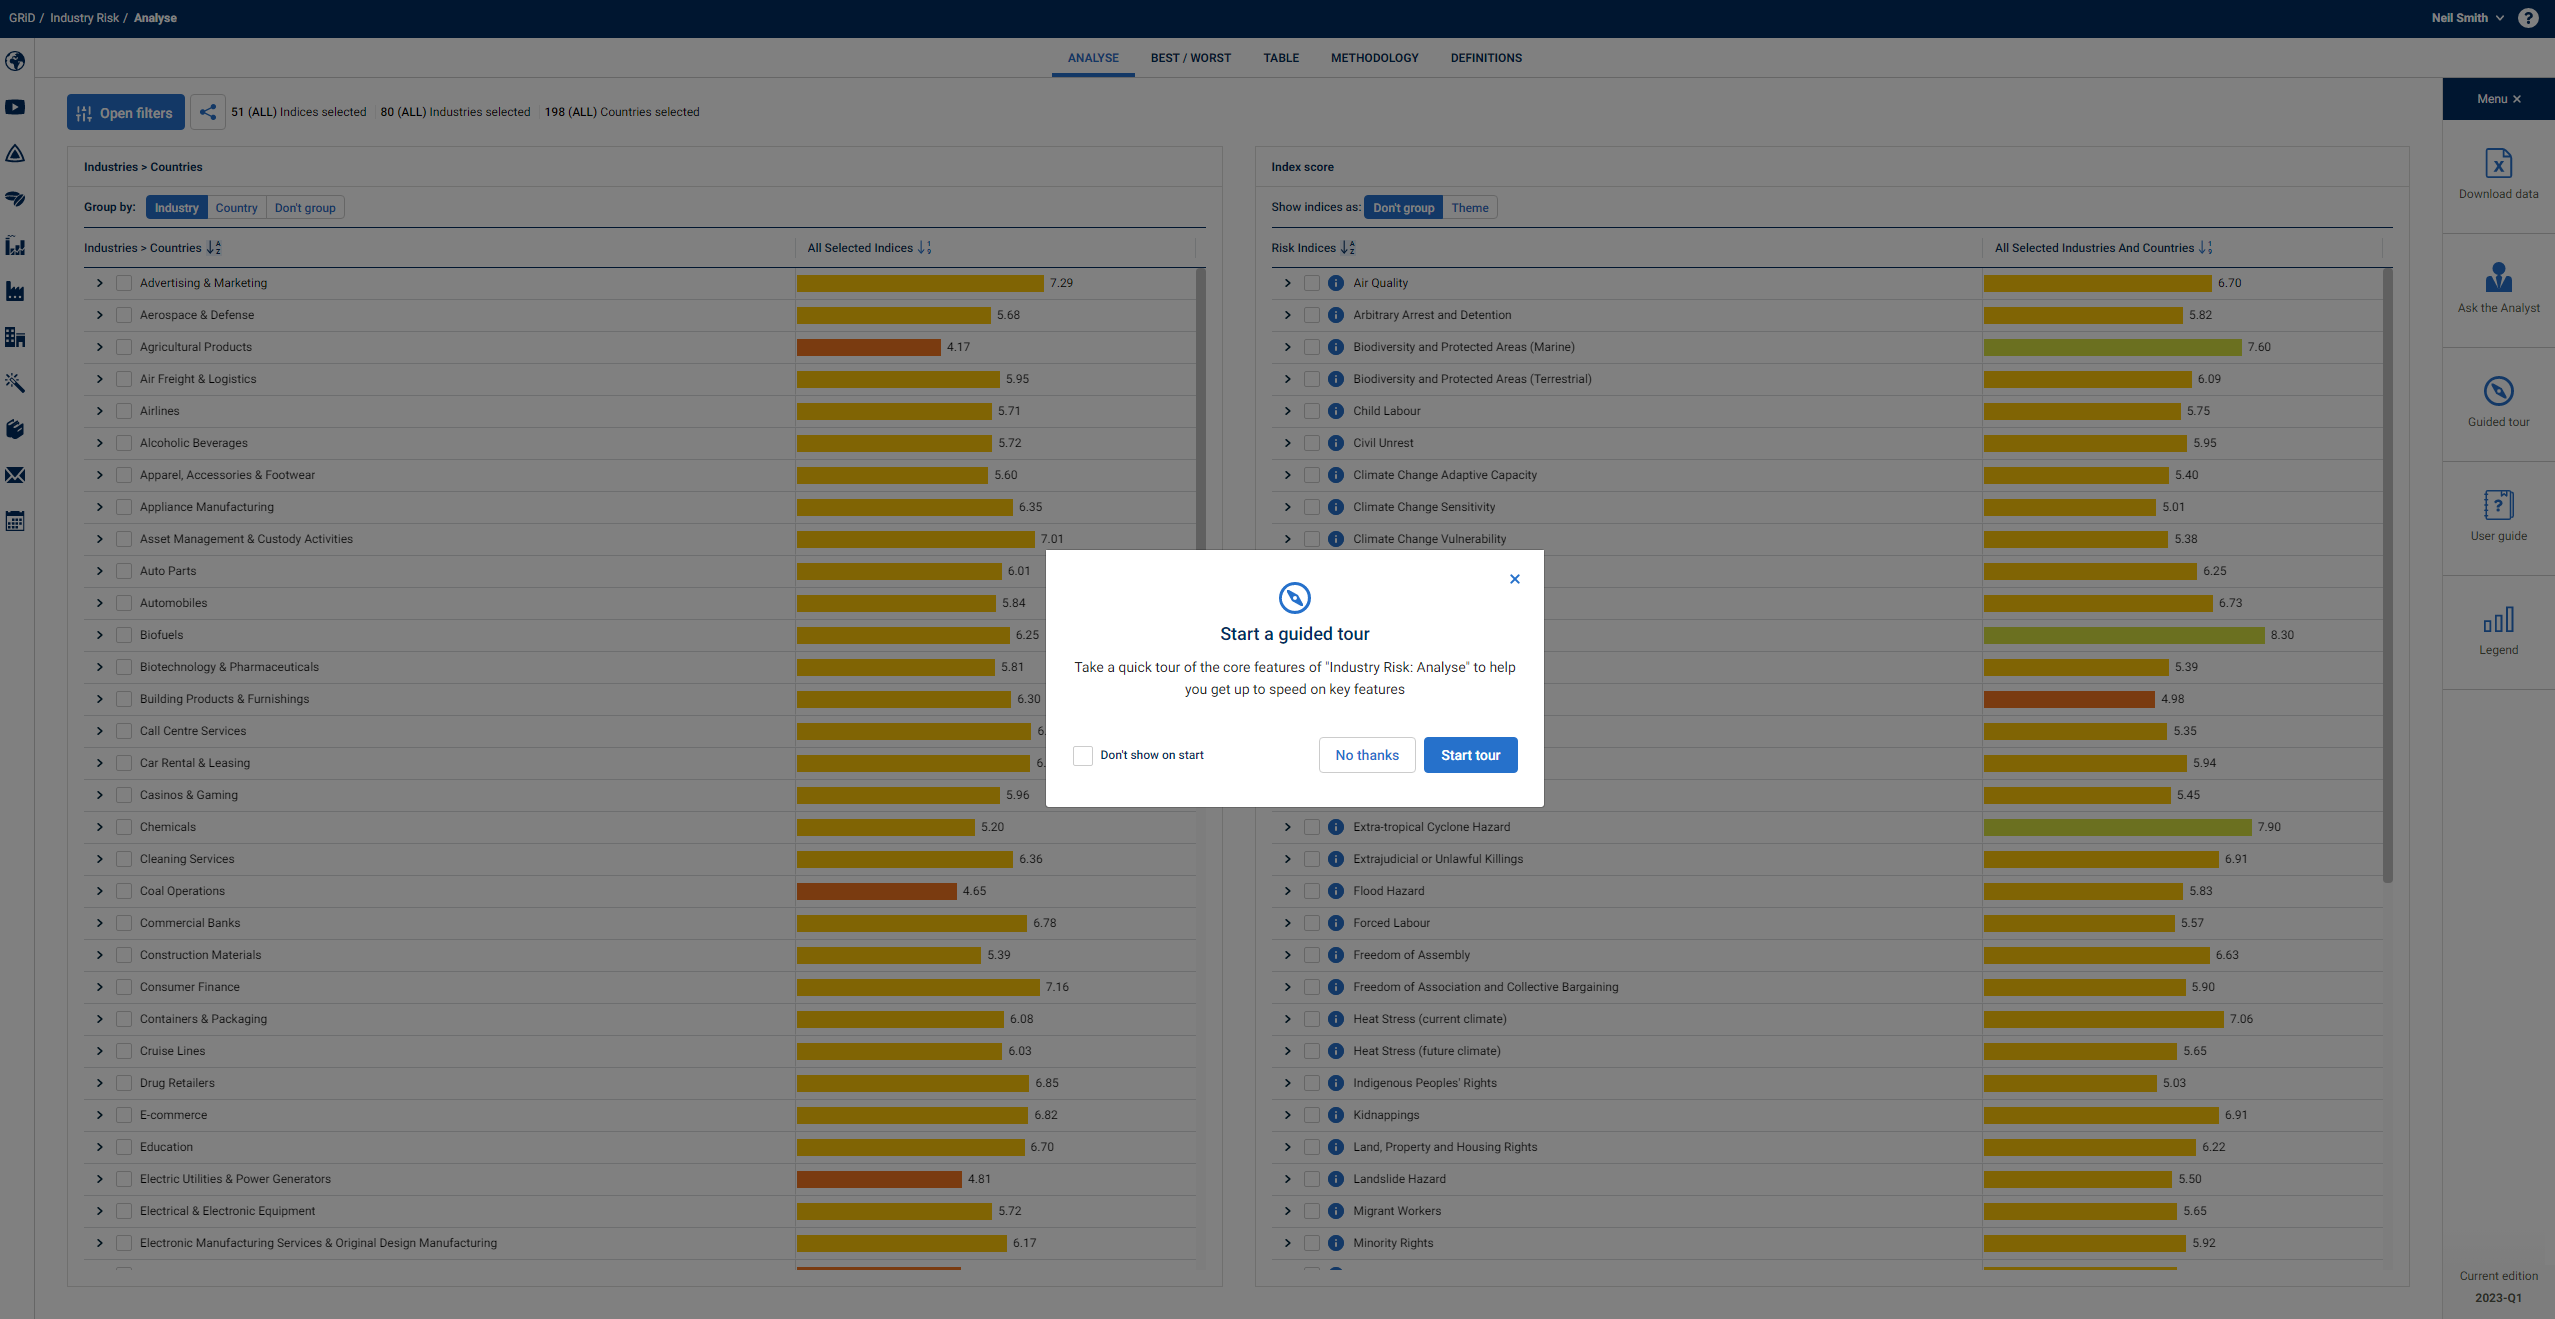 GRID / Industry Risk / Analyse
Neil Smith
ANALYSE
BEST / WORST
TABLE
METHODOLOGY
DEFINITIONS
Open filters
51 (ALL) Indices selected
80 (ALL) Industries selected
198 (ALL) Countries selected
Menu
Industries > Countries
Group by: Industry Country Don't group
Industries > Countries
All Selected Indices
Advertising & Marketing 7.29
Aerospace & Defense 5.68
Agricultural Products 4.17
Air Freight & Logistics 5.95
Airlines 5.71
Alcoholic Beverages 5.72
Apparel, Accessories & Footwear 5.60
Appliance Manufacturing 6.35
Asset Management & Custody Activities 7.01
Auto Parts 6.01
Automobiles 5.84
Biofuels 6.25
Biotechnology & Pharmaceuticals 5.81
Building Products & Furnishings 6.30
Call Centre Services 6.
Car Rental & Leasing 6.
Casinos & Gaming 5.96
Chemicals 5.20
Cleaning Services 6.36
Coal Operations 4.65
Commercial Banks 6.78
Construction Materials 5.39
Consumer Finance 7.16
Containers & Packaging 6.08
Cruise Lines 6.03
Drug Retailers 6.85
E-commerce 6.82
Education 6.70
Electric Utilities & Power Generators 4.81
Electrical & Electronic Equipment 5.72
Electronic Manufacturing Services & Original Design Manufacturing 6.17
Start a guided tour
Take a quick tour of the core features of "Industry Risk: Analyse" to help
you get up to speed on key features
Don't show on start
No thanks
Start tour
Index score
Show indices as: Don't group Theme
Risk Indices
All Selected Industries And Countries
Air Quality 6.70
Arbitrary Arrest and Detention 5.82
Biodiversity and Protected Areas (Marine) 7.60
Biodiversity and Protected Areas (Terrestrial) 6.09
Child Labour 5.75
Civil Unrest 5.95
Climate Change Adaptive Capacity 5.40
Climate Change Sensitivity 5.01
Climate Change Vulnerability 5.38
6.25
6.73
8.30
5.39
4.98
5.35
5.94
5.45
Extra-tropical Cyclone Hazard 7.90
Extrajudicial or Unlawful Killings 6.91
Flood Hazard 5.83
Forced Labour 5.57
Freedom of Assembly 6.63
Freedom of Association and Collective Bargaining 5.90
Heat Stress (current climate) 7.06
Heat Stress (future climate) 5.65
Indigenous Peoples' Rights 5.03
Kidnappings 6.91
Land, Property and Housing Rights 6.22
Landslide Hazard 5.50
Migrant Workers 5.65
Minority Rights 5.92
Download data
Ask the Analyst
Guided tour
User guide
Legend
Current edition
2023-Q1